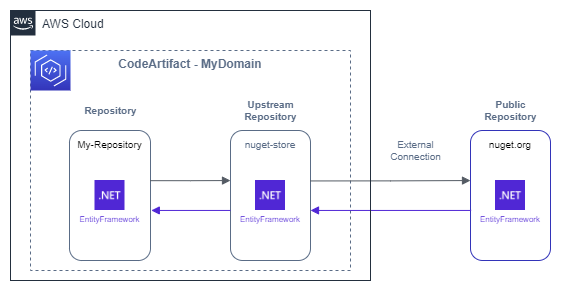 aws
AWS Cloud
CodeArtifact - MyDomain
Repository
Upstream
Repository
Public
Repository
My-Repository
nuget-store
External
Connection
nuget.org
.NET
EntityFramework
.NET
EntityFramework
.NET
EntityFramework